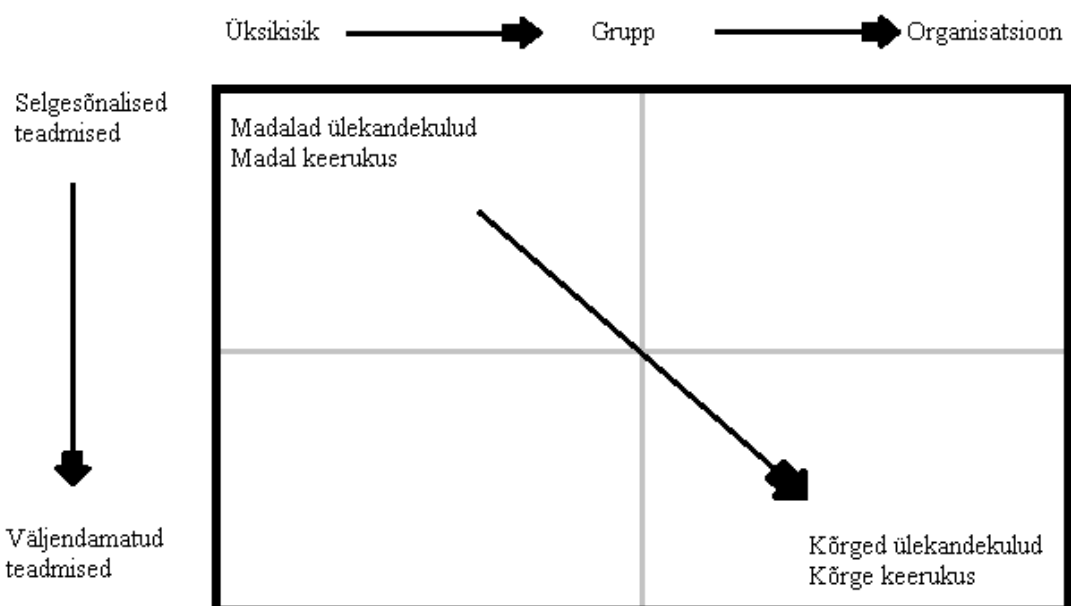 Üksikisik
Grupp
Organisatsioon
Selgesõnalised
teadmised
Madalad ülekandekulud
Madal keerukus
Väljendamatud
teadmised
Kõrged ülekandekulud
Kõrge keerukus